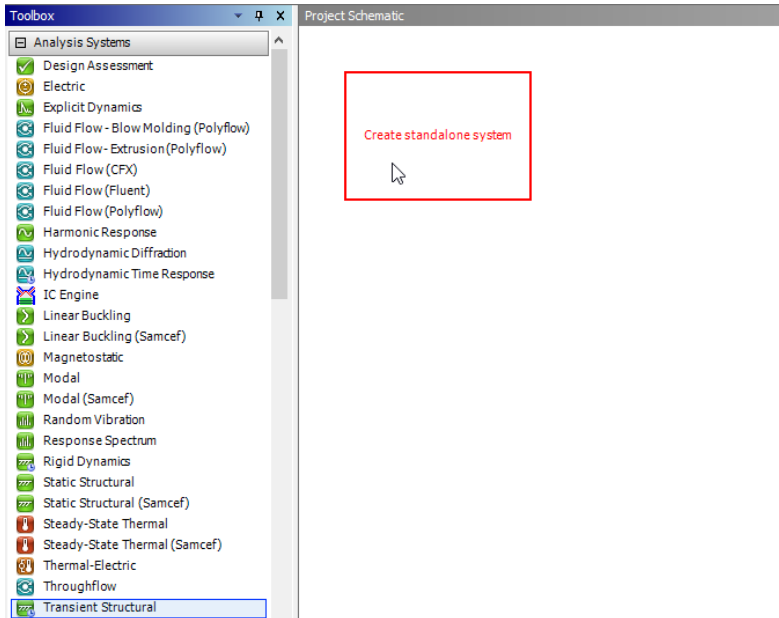 Toolbox
Project Schematic
Analysis Systems
Design Assessment
Electric
Explicit Dynamics
Fluid Flow - Blow Molding (Polyflow)
Fluid Flow - Extrusion (Polyflow)
Fluid Flow (CFX)
Fluid Flow (Fluent)
Fluid Flow (Polyflow)
Harmonic Response
Hydrodynamic Diffraction
Hydrodynamic Time Response
IC Engine
Linear Buckling
Linear Buckling (Samcef)
Magnetostatic
Modal
Modal (Samcef)
Random Vibration
Response Spectrum
Rigid Dynamics
Static Structural
Static Structural (Samcef)
Steady-State Thermal
Steady-State Thermal (Samcef)
Thermal-Electric
Throughflow
Transient Structural
Create standalone system